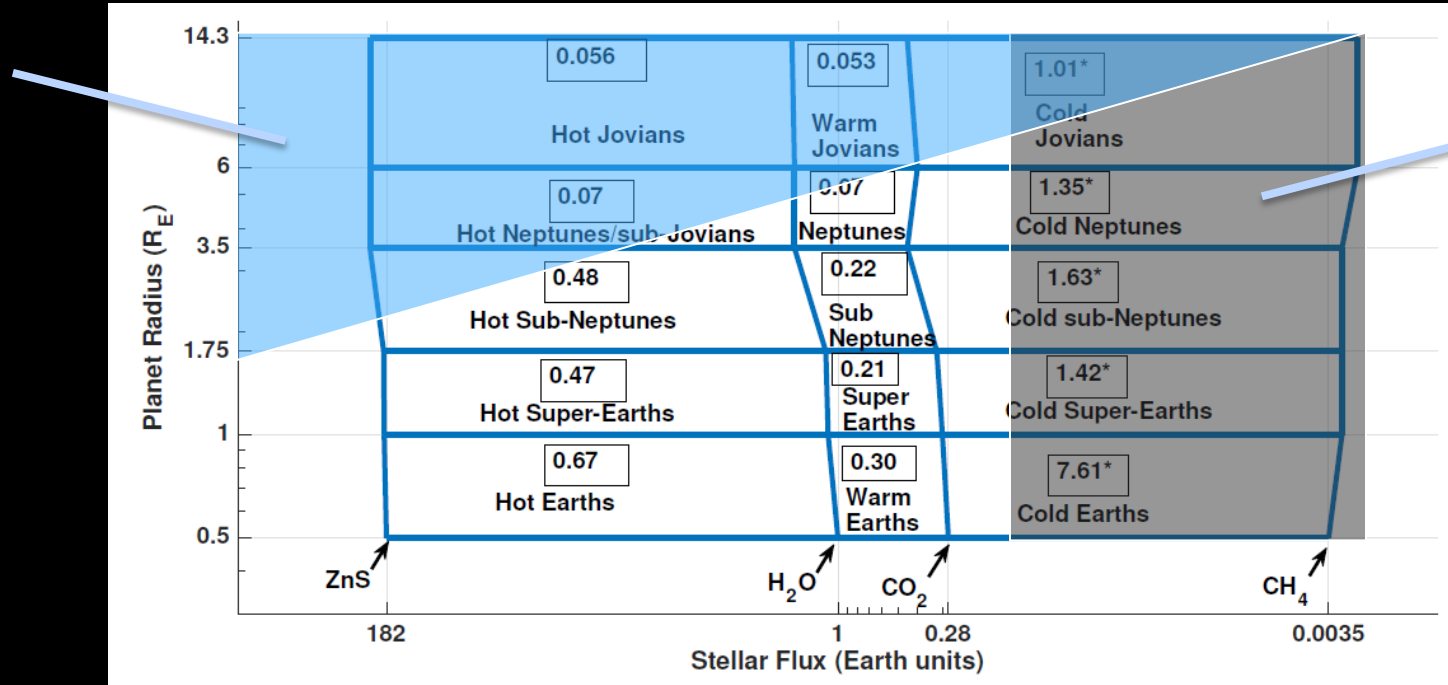 14.3
6
3.5
1.75
1
0.5
Planet Radius (R_E)
0.056
Hot Jovians
0.053
Warm
Jovians
1.01*
Cold
Jovians
0.07
Hot Neptunes/sub-Jovians
0.07
Neptunes
1.35*
Cold Neptunes
0.48
Hot Sub-Neptunes
0.22
Sub
Neptunes
1.63*
Cold sub-Neptunes
0.47
Hot Super-Earths
0.21
Super
Earths
1.42*
Cold Super-Earths
0.67
Hot Earths
0.30
Warm
Earths
7.61*
Cold Earths
ZnS
H2O
CO2
CH4
182
1
0.28
0.0035
Stellar Flux (Earth units)